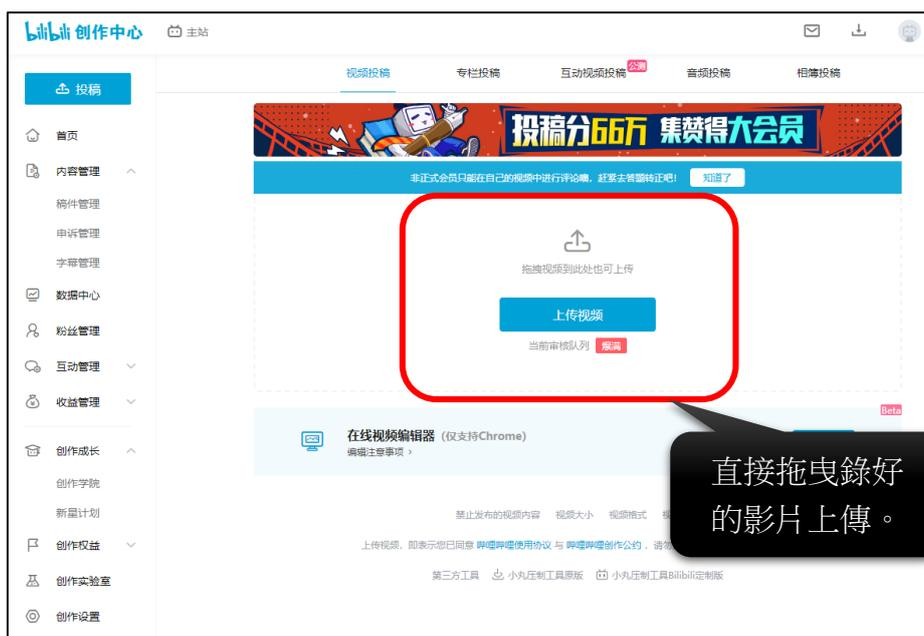 bilibili 创作中心
主站
投稿
首页
内容管理
稿件管理
申诉管理
字幕管理
数据中心
粉丝管理
互动管理
收益管理
创作成长
创作学院
新星计划
创作权益
创作实验室
创作设置
视频投稿
专栏投稿
互动视频投稿 公测
音频投稿
相簿投稿
投稿分66万 集赞得大会员
非正式会员只能在自己的视频中进行评论噢，赶紧去答题转正吧！ 知道了
拖拽视频到此处也可上传
上传视频
当前审核队列 爆满
Beta
在线视频编辑器 (仅支持Chrome)
编辑注意事项 >
直接拖曳錄好
的影片上傳。
禁止发布的视频内容 视频大小 视频格式
上传视频，即表示您已同意 哔哩哔哩使用协议 与 哔哩哔哩创作公约 ，请勿
第三方工具 小丸压制工具原版 小丸压制工具Bilibili定制版